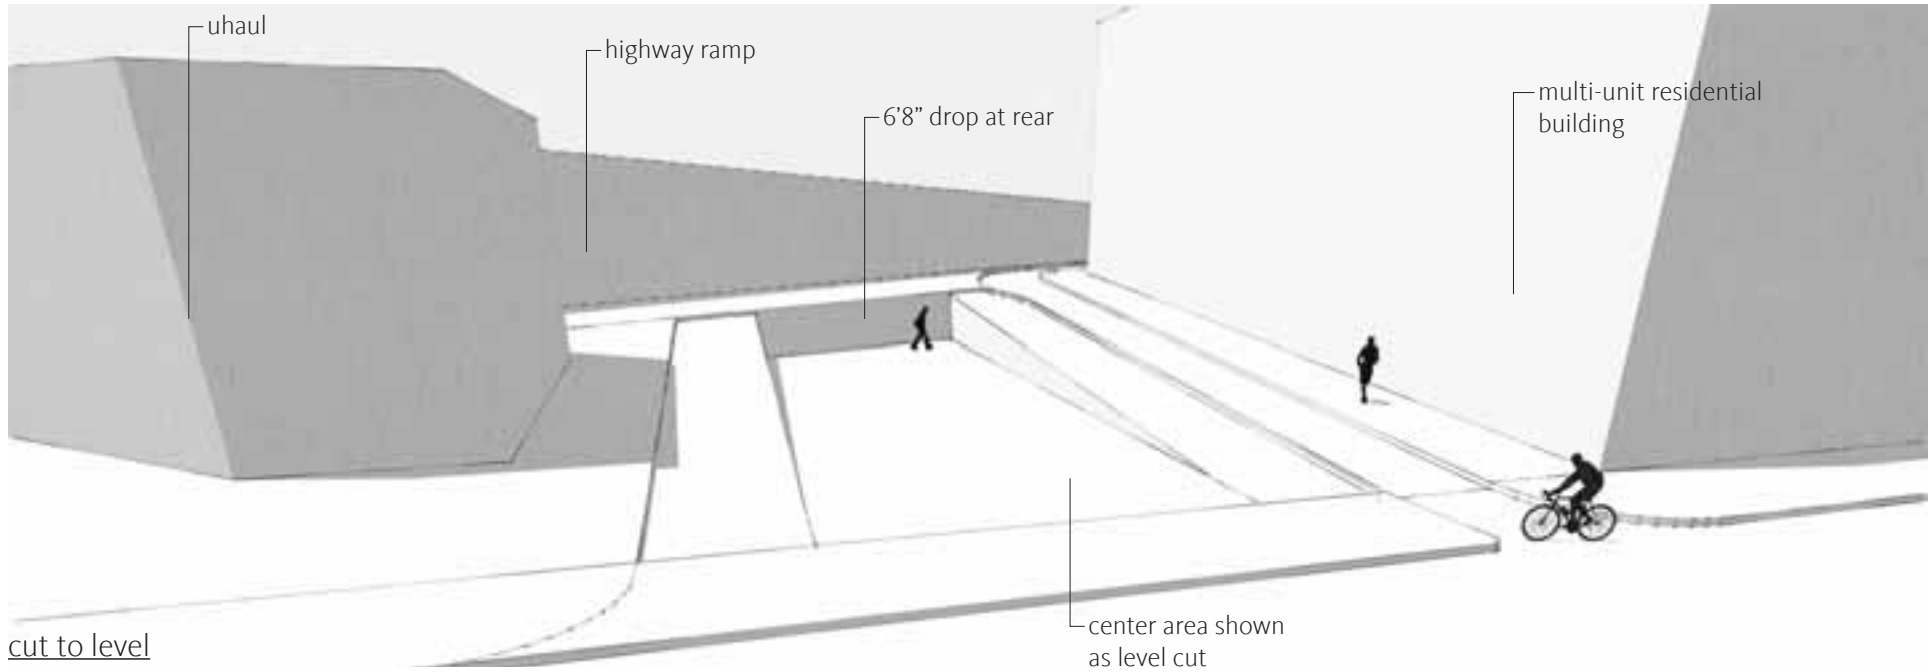 uhaul
highway ramp
6’8” drop at rear
multi-unit residential
building
center area shown
as level cut
cut to level